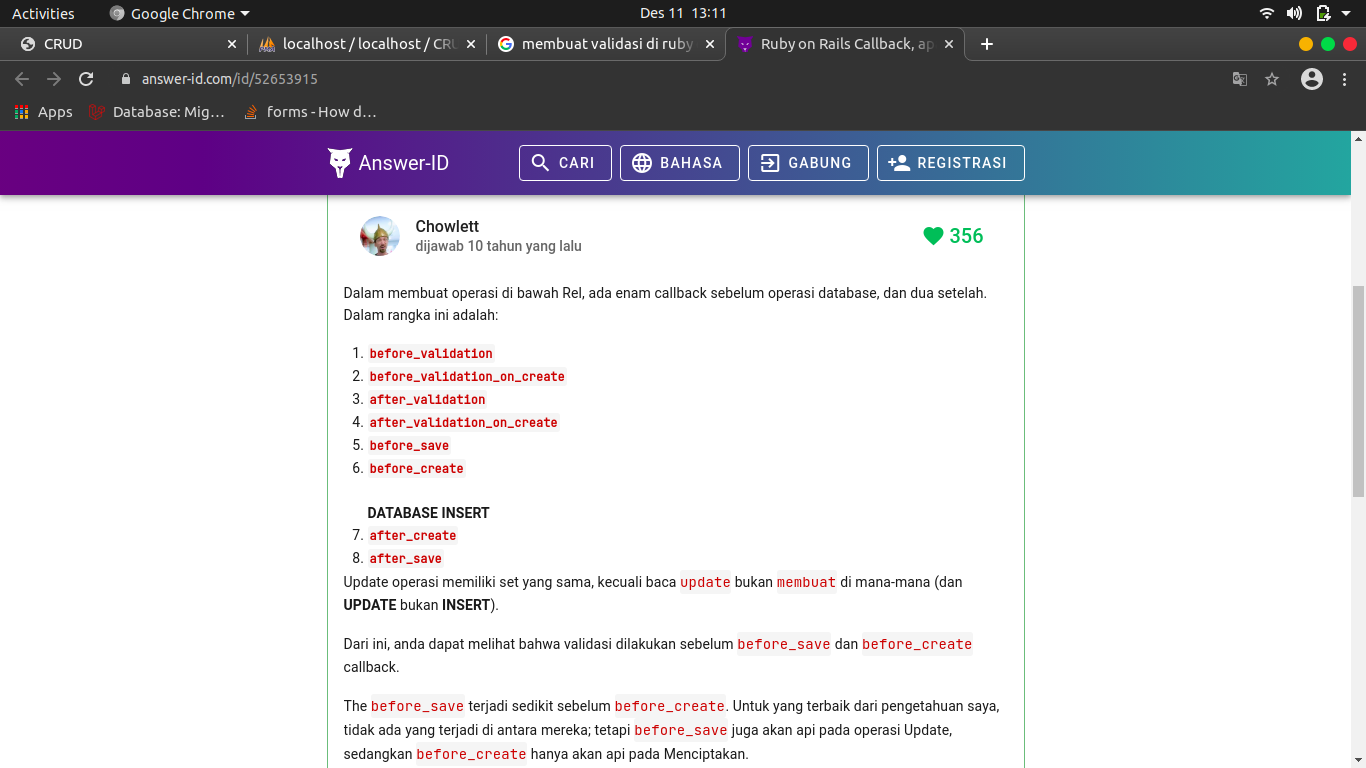 Activities Google Chrome Des 11 13:11
CRUD localhost / localhost / CRU membuat validasi di ruby Ruby on Rails Callback, ap
answer-id.com/id/52653915
Apps Database: Mig... forms - How d...
Answer-ID CARI BAHASA GABUNG REGISTRASI
Chowlett
dijawab 10 tahun yang lalu
356
Dalam membuat operasi di bawah Rel, ada enam callback sebelum operasi database, dan dua setelah.
Dalam rangka ini adalah:
1. before_validation
2. before_validation_on_create
3. after_validation
4. after_validation_on_create
5. before_save
6. before_create
DATABASE INSERT
7. after_create
8. after_save
Update operasi memiliki set yang sama, kecuali baca update bukan membuat di mana-mana (dan
UPDATE bukan INSERT).
Dari ini, anda dapat melihat bahwa validasi dilakukan sebelum before_save dan before_create
callback.
The before_save terjadi sedikit sebelum before_create. Untuk yang terbaik dari pengetahuan saya,
tidak ada yang terjadi di antara mereka; tetapi before_save juga akan api pada operasi Update,
sedangkan before_create hanya akan api pada Menciptakan.